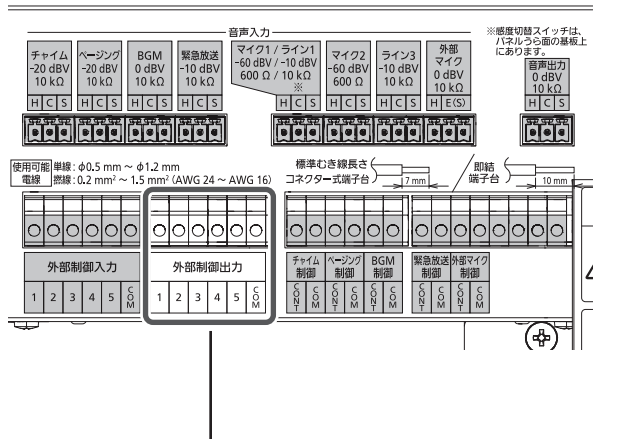 音声入力
※感度切替スイッチは、
パネルうら面の基板上
にあります。
チャイム
-20 dBV
10 kΩ
H C S
ページング
-20 dBV
10 kΩ
H C S
BGM
0 dBV
10 kΩ
H C S
緊急放送
-10 dBV
10 kΩ
H C S
マイク1 / ライン1
-60 dBV / -10 dBV
600 Ω / 10 kΩ
※
H C S
マイク2
-60 dBV
600 Ω
H C S
ライン3
-10 dBV
10 kΩ
H C S
外部
マイク
0 dBV
10 kΩ
H E(S)
音声出力
0 dBV
10 kΩ
H C S
使用可能
電線
単線 : φ0.5 mm ~ φ1.2 mm
撚線 : 0.2 mm² ~ 1.5 mm² (AWG 24 ~ AWG 16)
標準むき線長さ
コネクター式端子台
7 mm
即結
端子台
10 mm
外部制御入力
1 2 3 4 5 COM
外部制御出力
1 2 3 4 5 COM
チャイム
制御
CONT COM
ページング
制御
CONT COM
BGM
制御
CONT COM
緊急放送
制御
CONT COM
外部マイク
制御
CONT COM